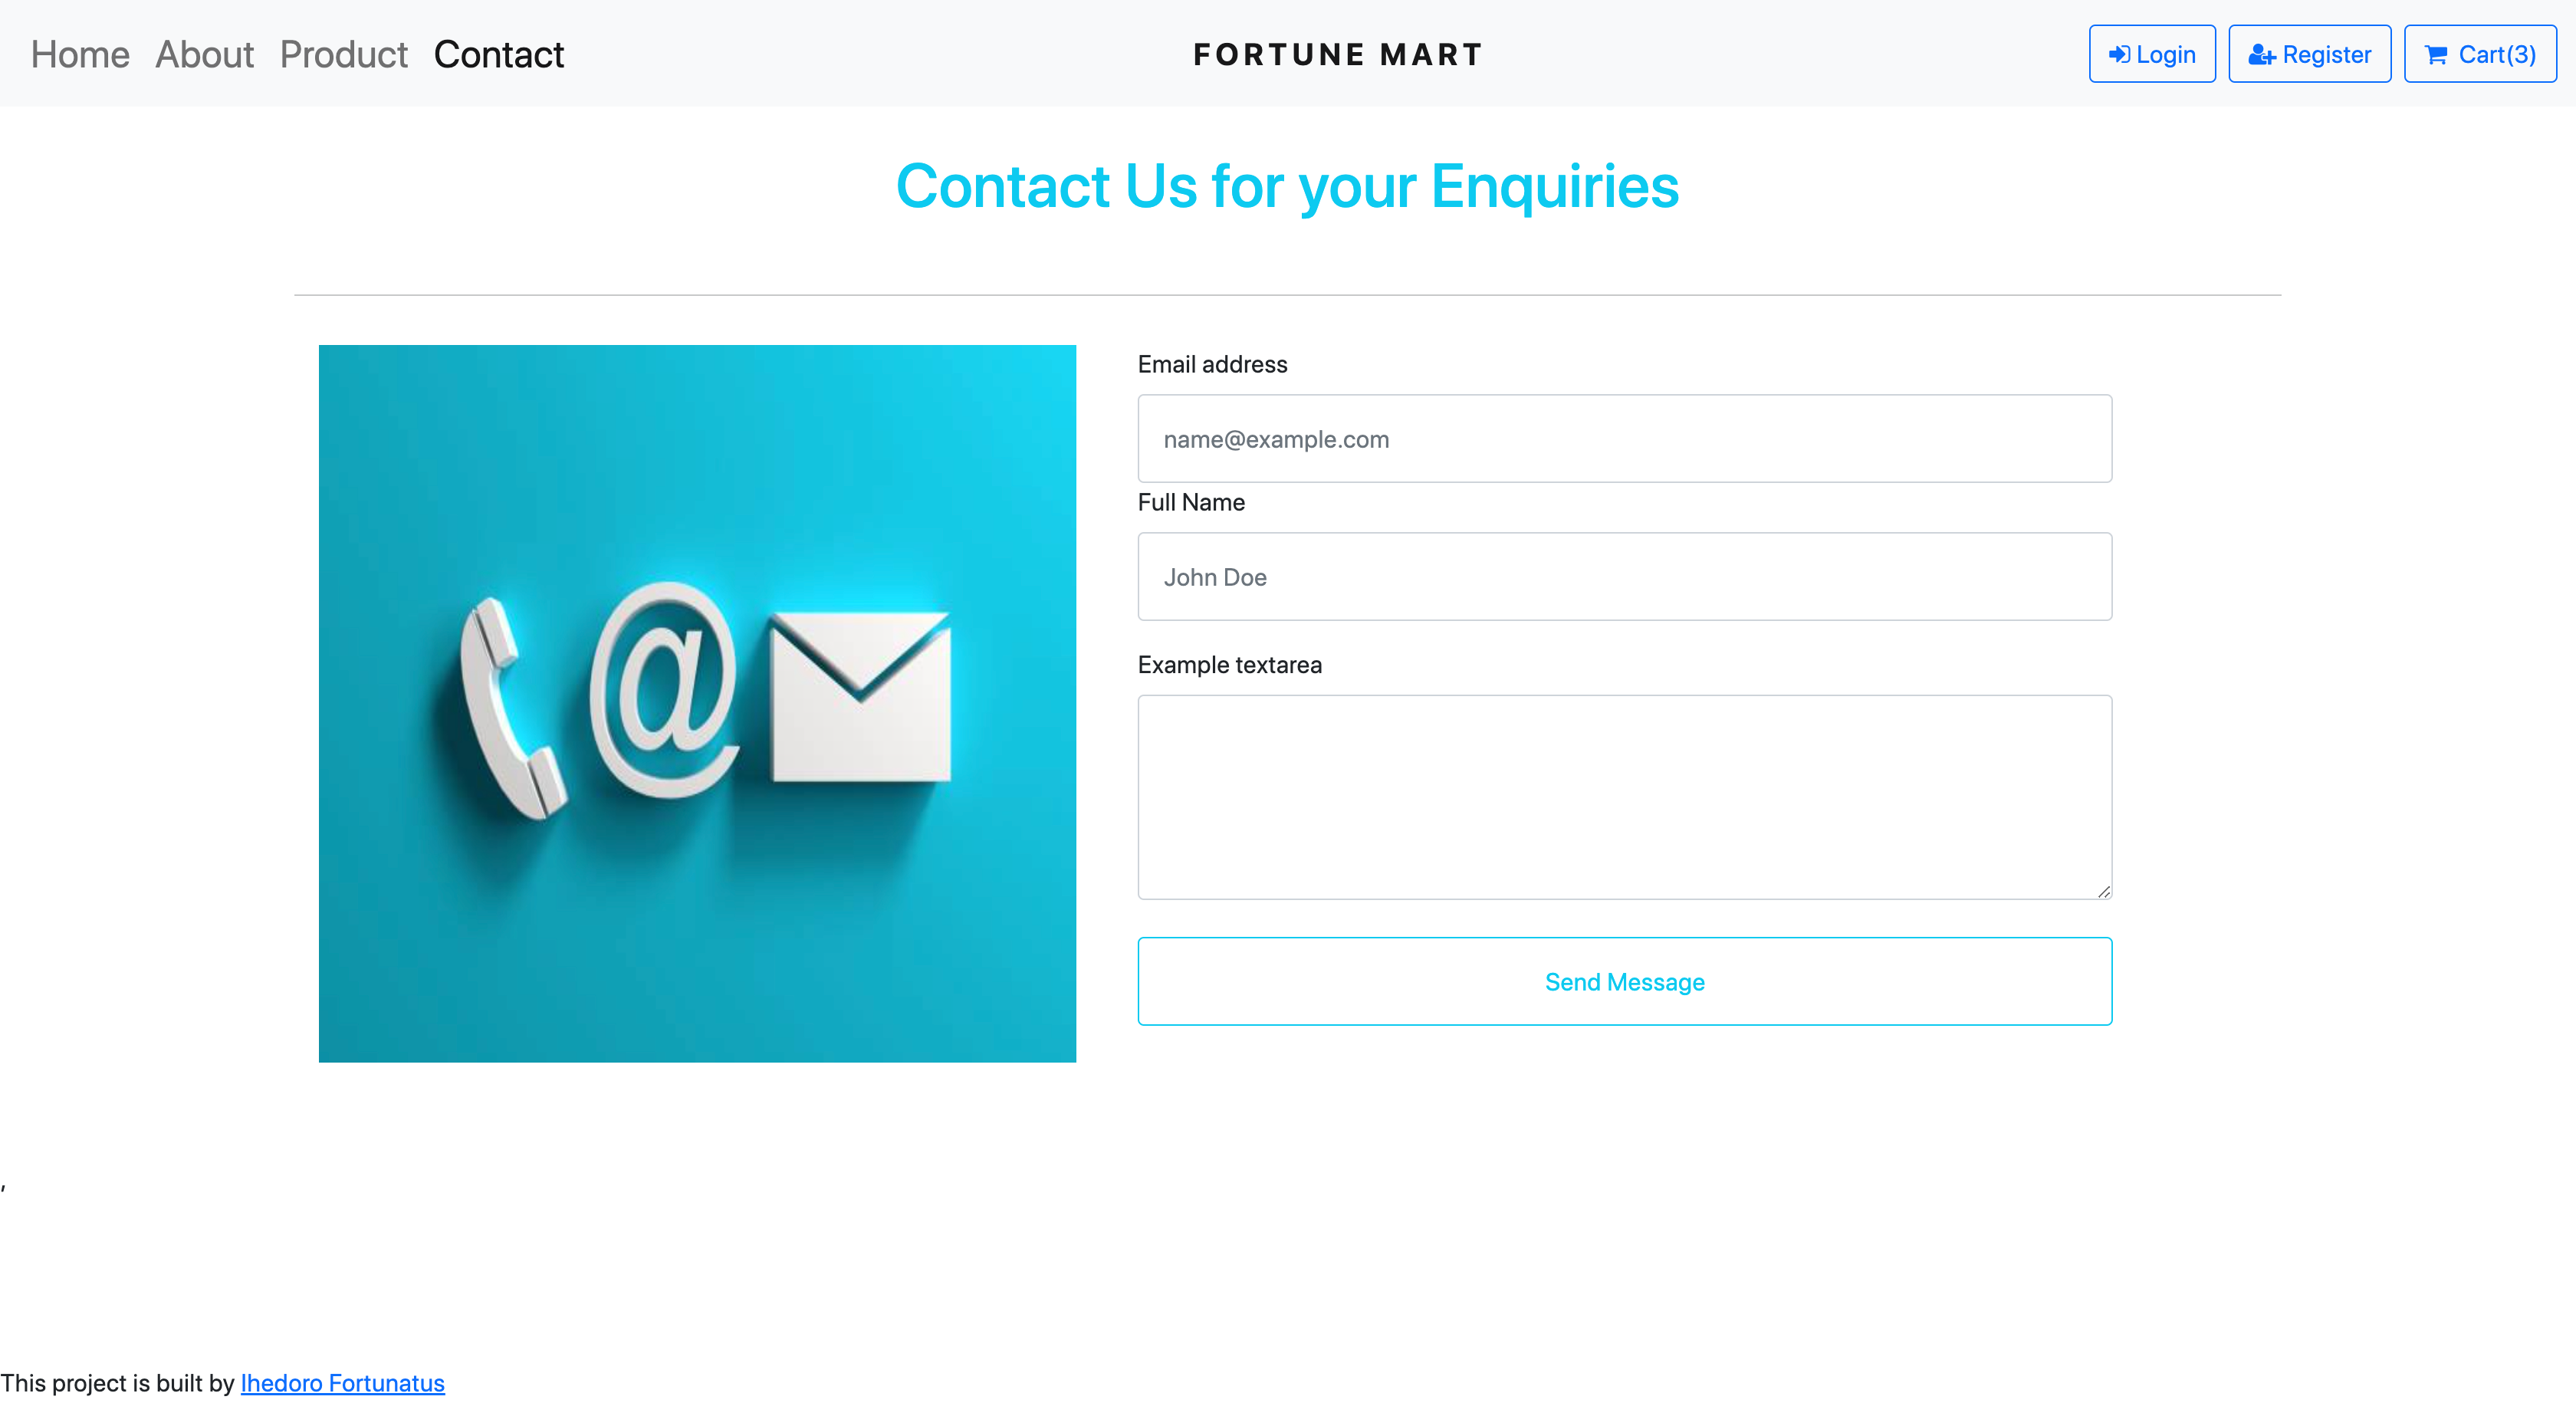 Home About Product Contact FORTUNE MART Login Register Cart(3)
Contact Us for your Enquiries
Email address
name@example.com
Full Name
John Doe
@
Example textarea
Send Message
,
This project is built by Ihedoro Fortunatus